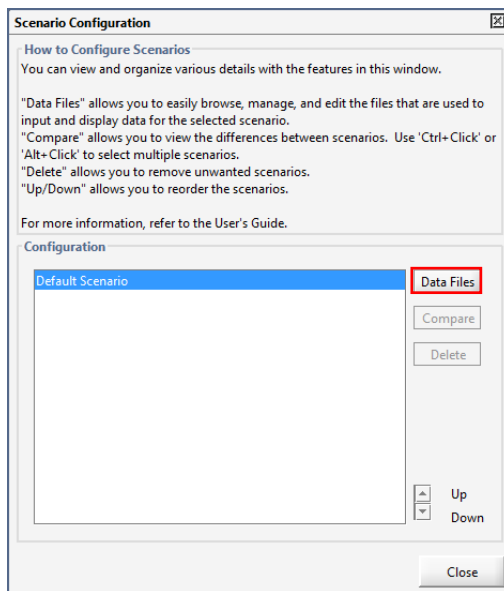 Scenario Configuration
How to Configure Scenarios
You can view and organize various details with the features in this window.
"Data Files" allows you to easily browse, manage, and edit the files that are used to
input and display data for the selected scenario.
"Compare" allows you to view the differences between scenarios. Use 'Ctrl+Click' or
'Alt+Click' to select multiple scenarios.
"Delete" allows you to remove unwanted scenarios.
"Up/Down" allows you to reorder the scenarios.
For more information, refer to the User's Guide.
Configuration
Default Scenario
Data Files
Compare
Delete
Up
Down
Close